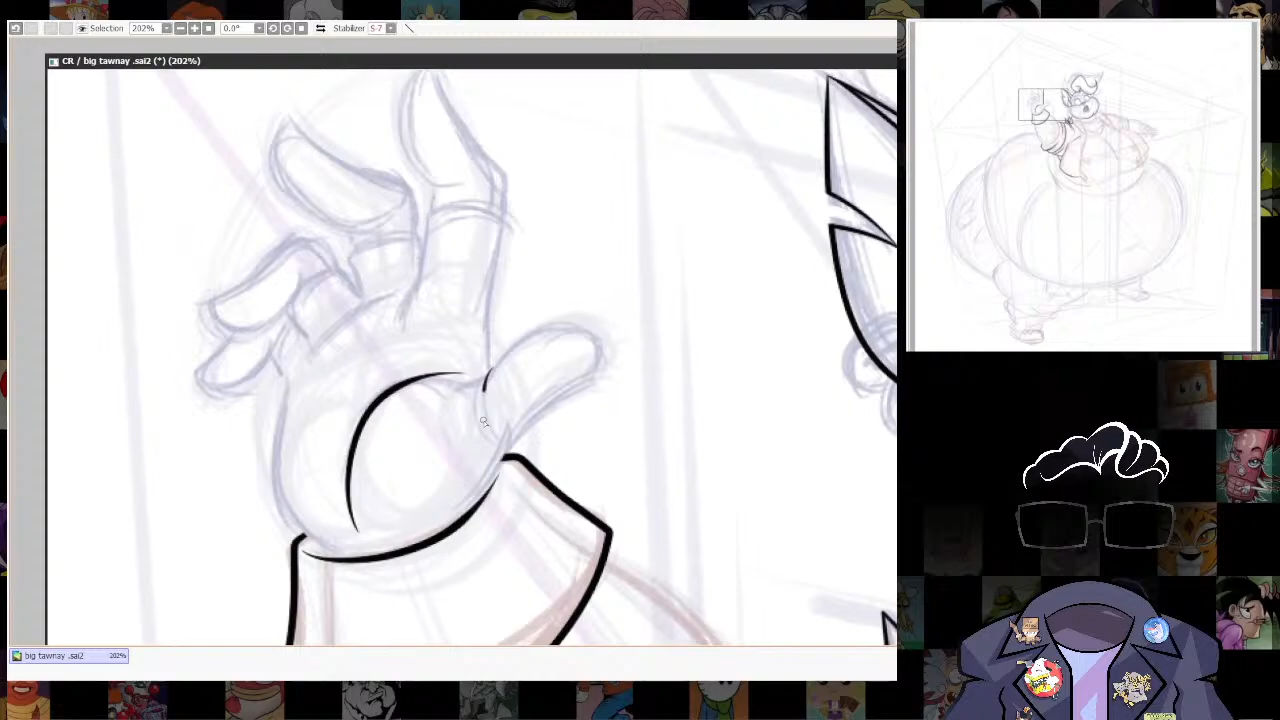 Selection 202% 0.0° Stabilizer S-7
CR / big tawnay .sai2 (*) (202%)
big tawnay .sai2 202%